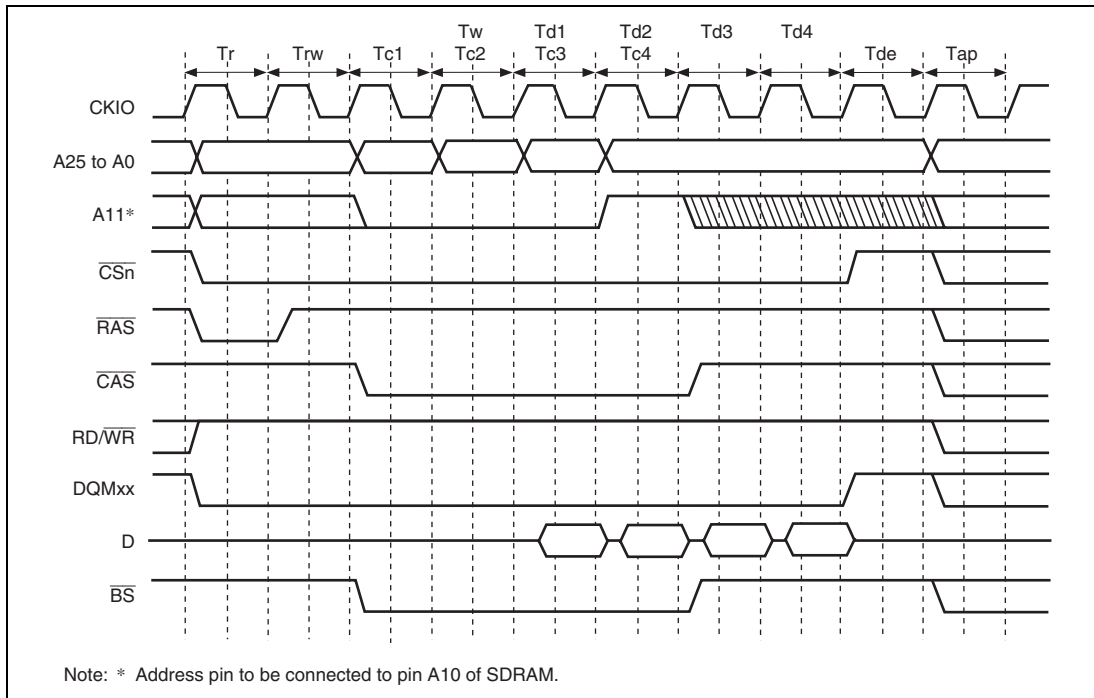 Tw Td1 Td2 Td3 Td4
Tr Trw Tc1 Tc2 Tc3 Tc4 Tde Tap
CKIO
A25 to A0
A11*
CSn
RAS
CAS
RD/WR
DQMxx
D
BS
Note: * Address pin to be connected to pin A10 of SDRAM.